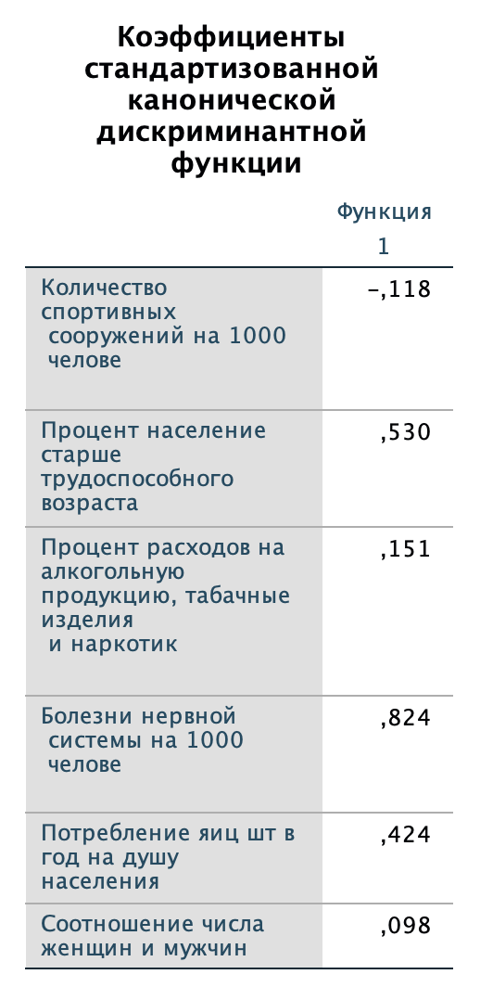 Коэффициенты
стандартизованной
канонической
дискриминантной
функции
Функция
1
Количество
спортивных
сооружений на 1000
челове
-,118
Процент население
старше
трудоспособного
возраста
,530
Процент расходов на
алкогольную
продукцию, табачные
изделия
и наркотик
,151
Болезни нервной
системы на 1000
челове
,824
Потребление яиц шт в
год на душу
населения
,424
Соотношение числа
женщин и мужчин
,098